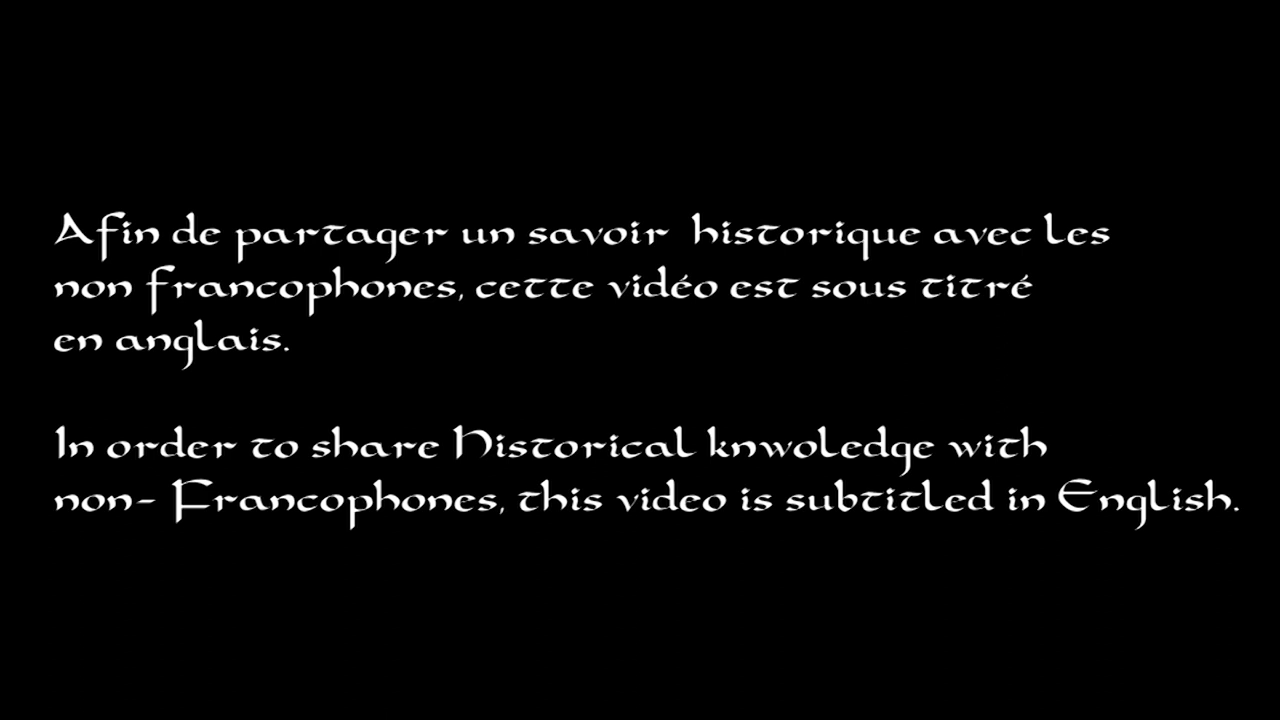 Afin de partager un savoir historique avec les
non francophones, cette vidéo est sous titré
en anglais.
In order to share Historical knwoledge with
non- Francophones, this video is subtitled in English.